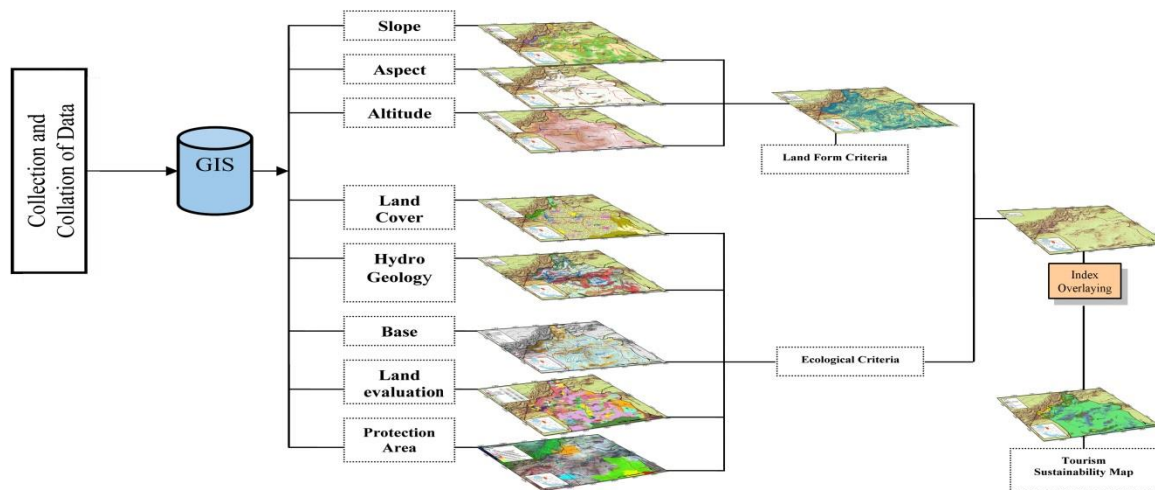 Collection and
Collation of Data
GIS
Slope
Aspect
Altitude
Land
Cover
Hydro
Geology
Base
Land
evaluation
Protection
Area
Land Form Criteria
Ecological Criteria
Index
Overlaying
Tourism
Sustainability Map